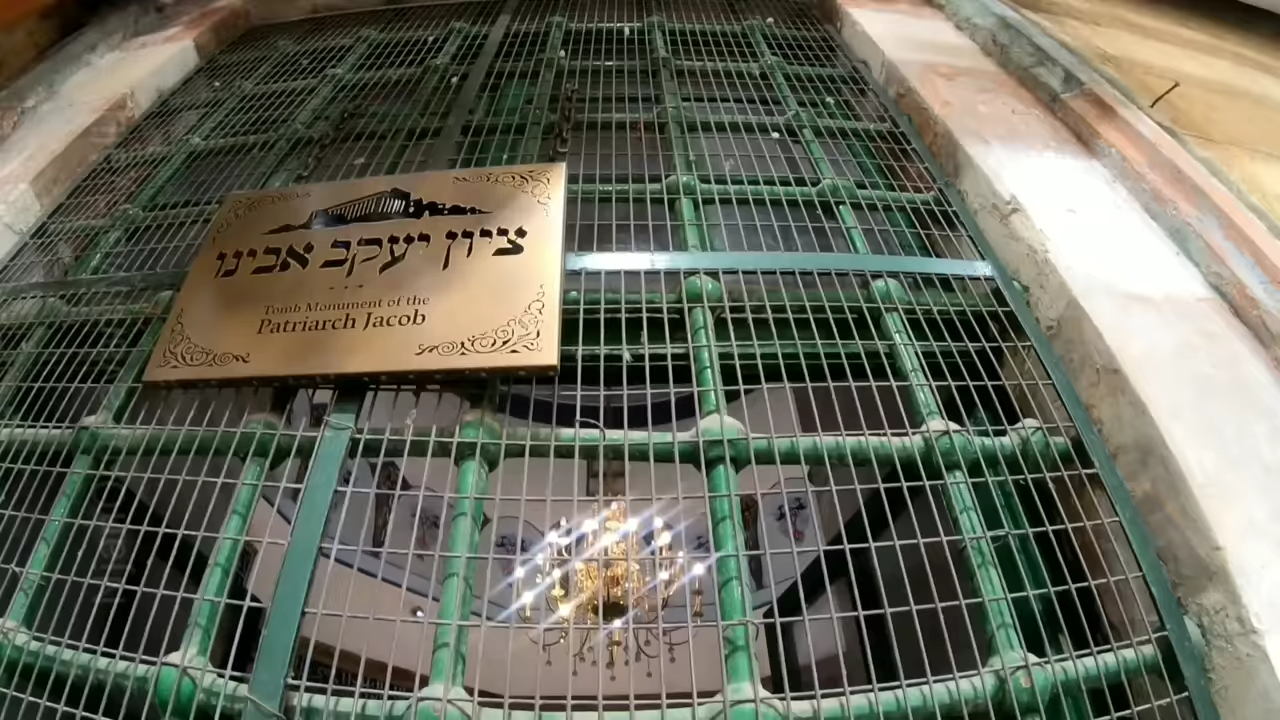 ציון יעקב אבינו
Tomb Monument of the
Patriarch Jacob